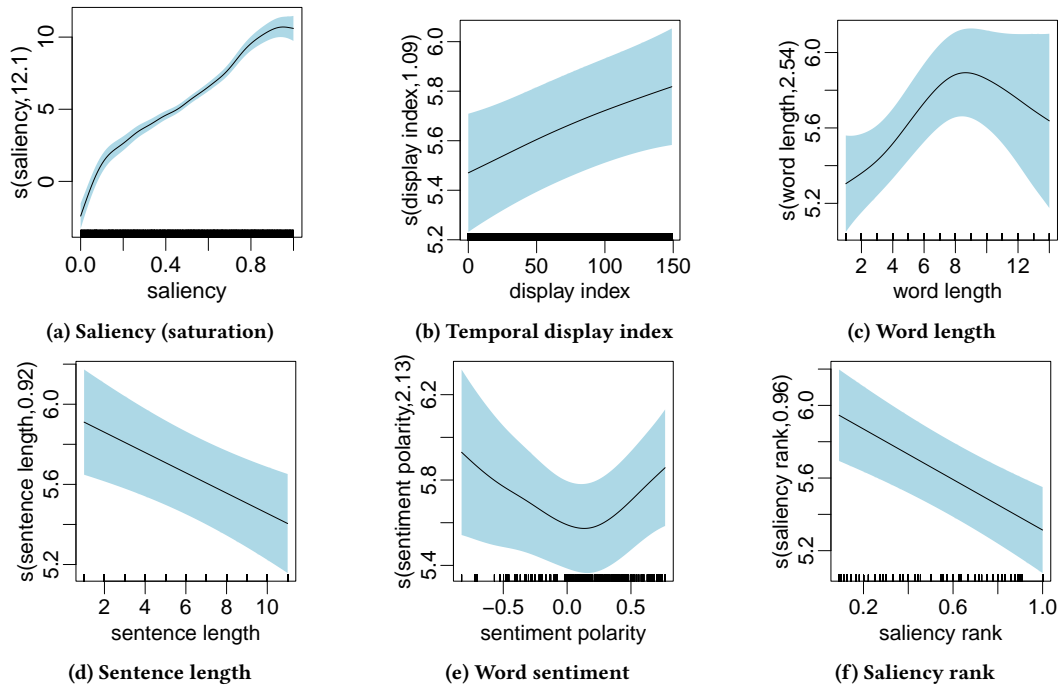 s(saliency,12.1)
10
5
0
0.0 0.4 0.8
saliency
(a) Saliency (saturation)
s(display index,1.09)
6.0
5.8
5.6
5.4
5.2
0 50 100 150
display index
(b) Temporal display index
s(word length,2.54)
6.0
5.6
5.2
2 4 6 8 12
word length
(c) Word length
s(sentence length,0.92)
6.0
5.6
5.2
2 4 6 8 10
sentence length
(d) Sentence length
s(sentiment polarity,2.13)
6.2
5.8
5.4
−0.5 0.0 0.5
sentiment polarity
(e) Word sentiment
s(saliency rank,0.96)
6.0
5.6
5.2
0.2 0.6 1.0
saliency rank
(f) Saliency rank